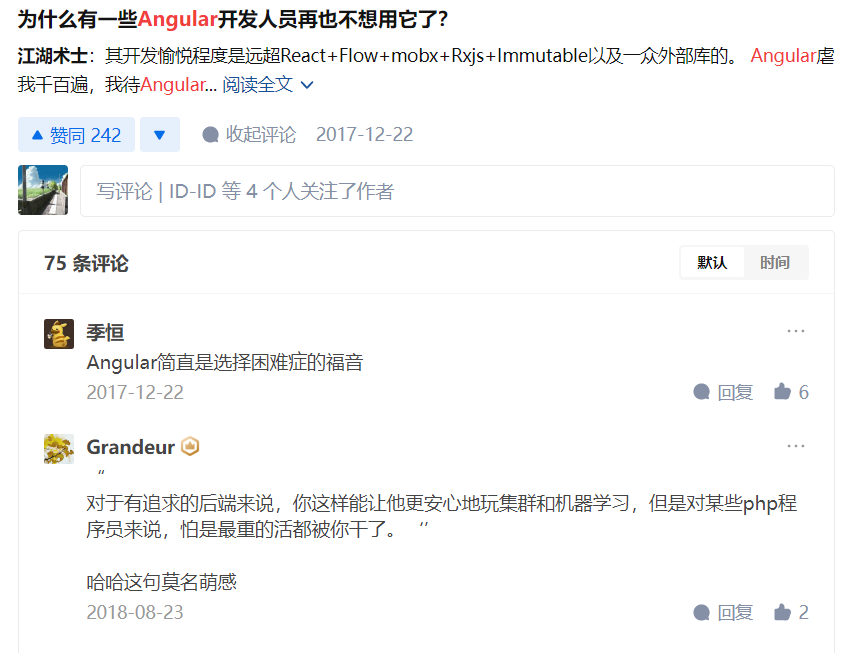 为什么有一些Angular开发人员再也不想用它了？
江湖术士：其开发愉悦程度是远超React+Flow+mobx+Rxjs+Immutable以及一众外部库的。 Angular虐
我千百遍，我待Angular... 阅读全文
赞同 242
收起评论
2017-12-22
写评论 | ID-ID 等 4 个人关注了作者
75 条评论
默认
时间
季恒
...
Angular简直是选择困难症的福音
2017-12-22
回复
6
Grandeur
...
“
对于有追求的后端来说，你这样能让他更安心地玩集群和机器学习，但是对某些php程
序员来说，怕是最重的活都被你干了。 ”
哈哈这句莫名萌感
2018-08-23
回复
2